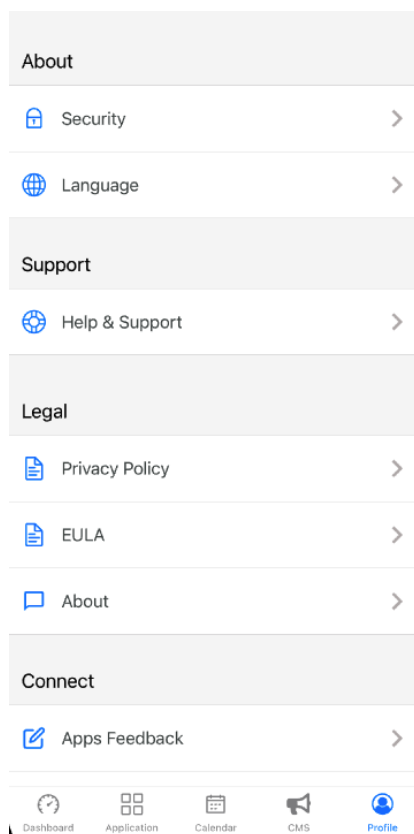 About
Security
Language
Support
Help & Support
Legal
Privacy Policy
EULA
About
Connect
Apps Feedback
Dashboard Application Calendar CMS Profile